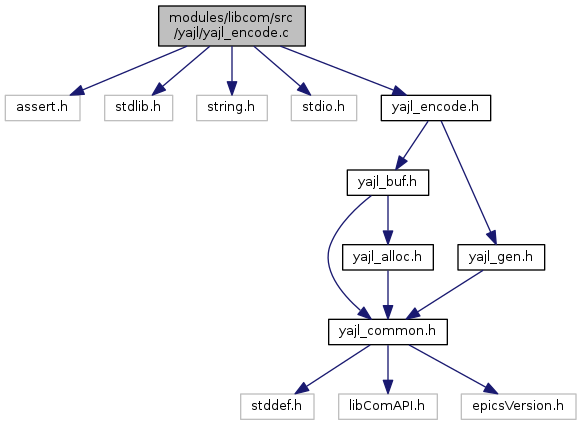 modules/libcom/src
/yajl/yajl_encode.c
assert.h
stdlib.h
string.h
stdio.h
yajl_encode.h
yajl_buf.h
yajl_alloc.h
yajl_gen.h
yajl_common.h
stddef.h
libComAPI.h
epicsVersion.h